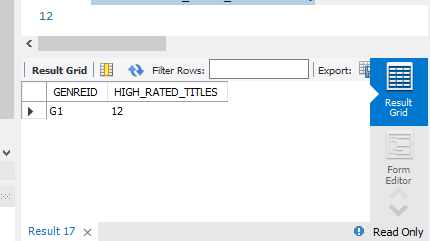 12
Result Grid Filter Rows: Export:
GENREID HIGH_RATED_TITLES
G1 12
Result
Grid
Form
Editor
Result 17 × Read Only